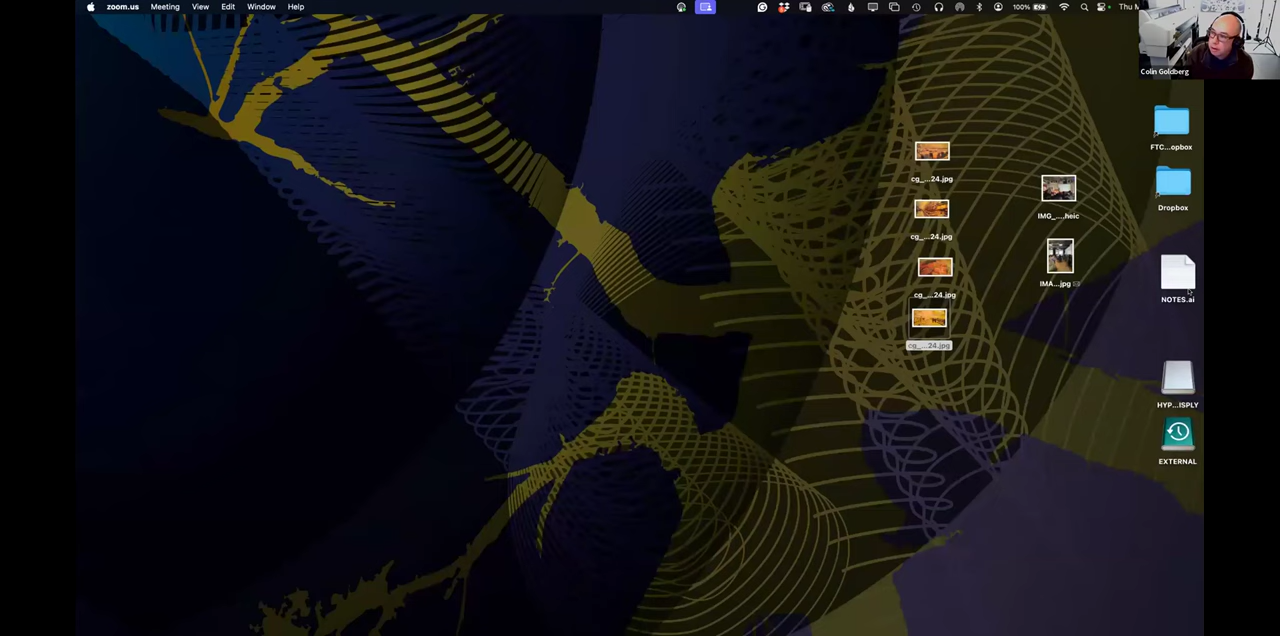 zoom.us Meeting View Edit Window Help 100% Thu M
Colin Goldberg
FTC...opbox
cg_...24.jpg
Dropbox
IMG_....heic
cg_...24.jpg
IMA...jpg
cg_...24.jpg
NOTES.ai
cg_...24.jpg
HYP...ISPLY
EXTERNAL